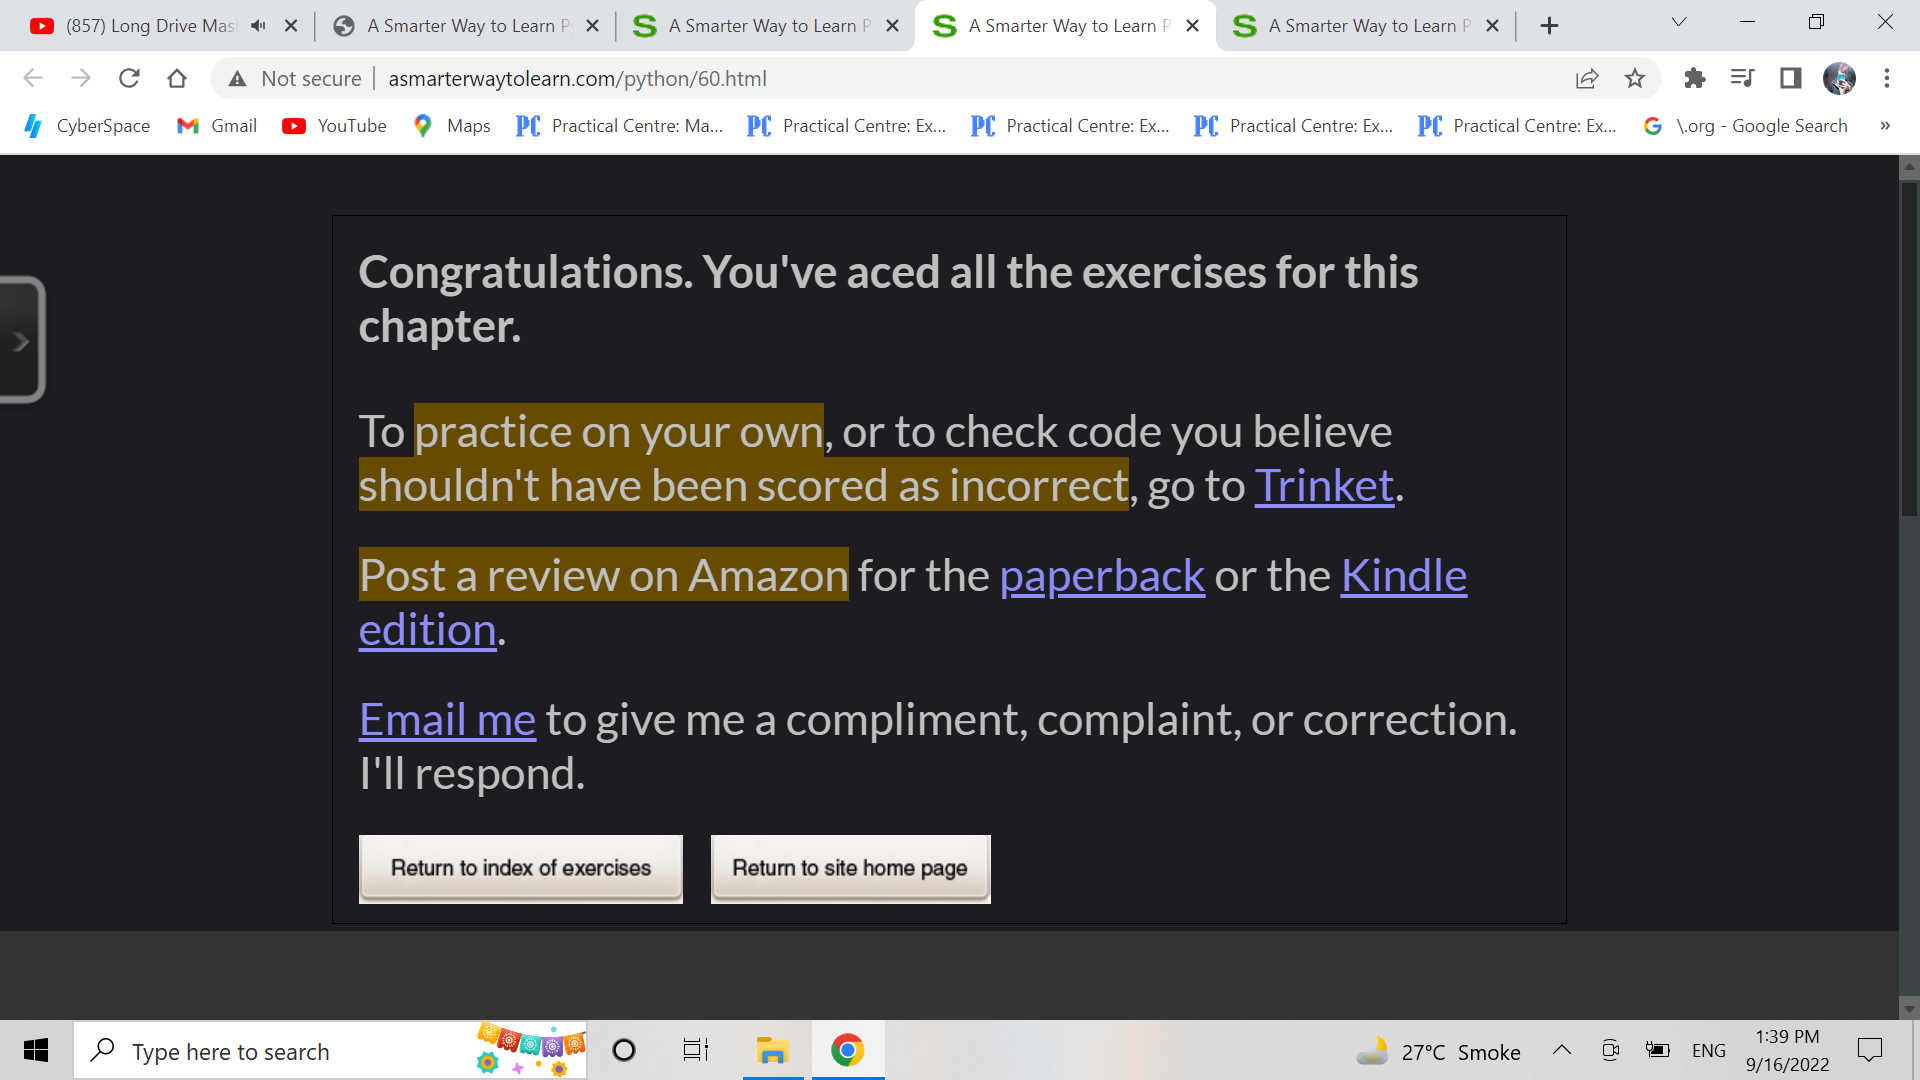 (857) Long Drive Mas
A Smarter Way to Learn P
A Smarter Way to Learn P
A Smarter Way to Learn P
A Smarter Way to Learn P
Not secure
asmarterwaytolearn.com/python/60.html
CyberSpace
Gmail
YouTube
Maps
PC Practical Centre: Ma...
PC Practical Centre: Ex...
PC Practical Centre: Ex...
PC Practical Centre: Ex...
PC Practical Centre: Ex...
\.org - Google Search
»
Congratulations. You've aced all the exercises for this
chapter.
To practice on your own, or to check code you believe
shouldn't have been scored as incorrect, go to Trinket.
Post a review on Amazon for the paperback or the Kindle
edition.
Email me to give me a compliment, complaint, or correction.
I'll respond.
Return to index of exercises
Return to site home page
Type here to search
27°C Smoke
ENG
1:39 PM
9/16/2022